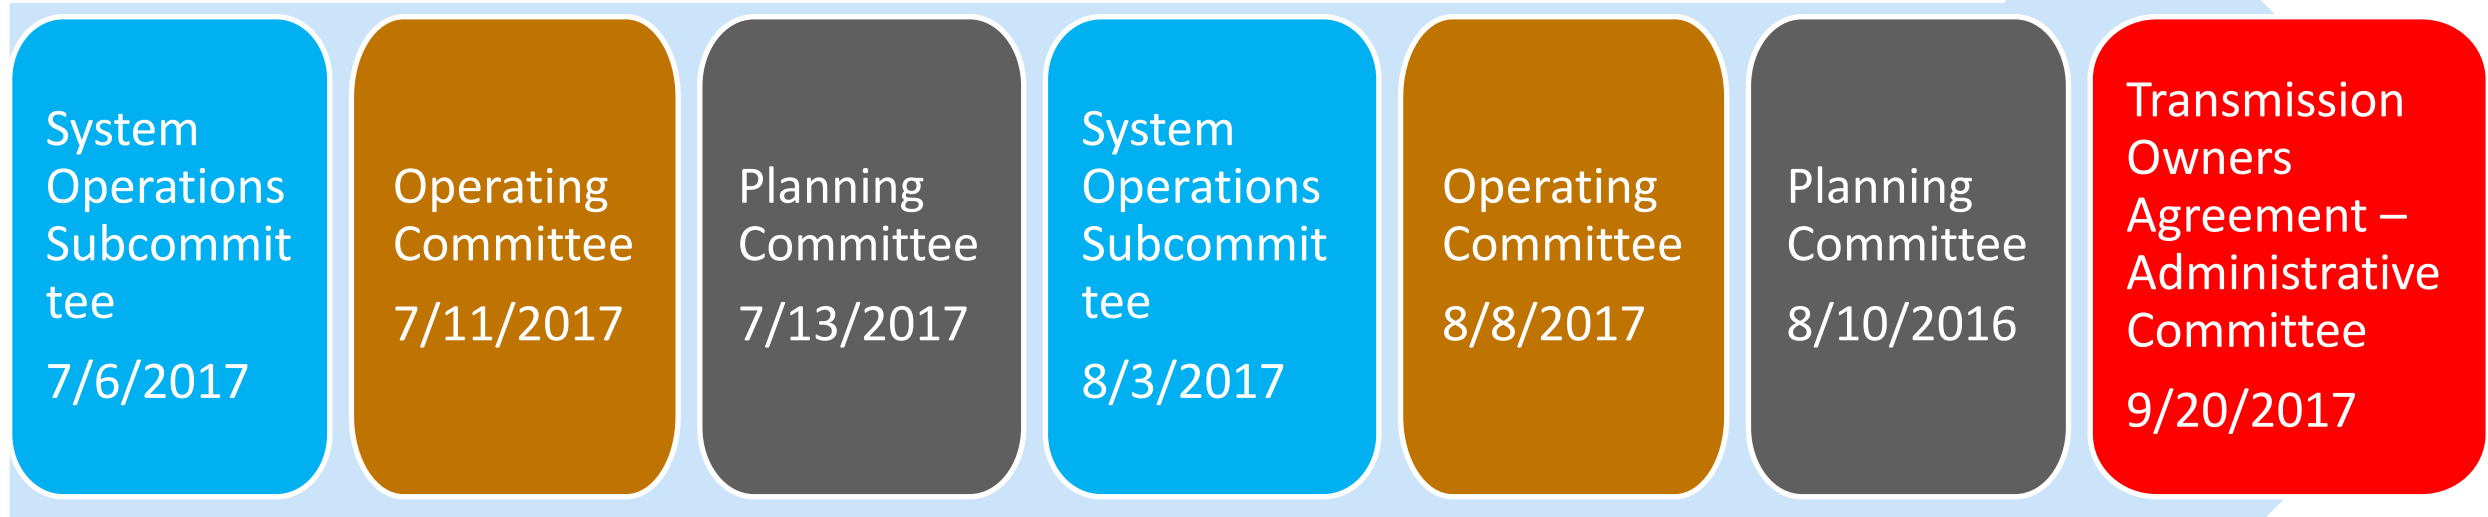 System
Operations
Subcommit
tee
7/6/2017
Operating
Committee
7/11/2017
Planning
Committee
7/13/2017
System
Operations
Subcommit
tee
8/3/2017
Operating
Committee
8/8/2017
Planning
Committee
8/10/2016
Transmission
Owners
Agreement –
Administrative
Committee
9/20/2017